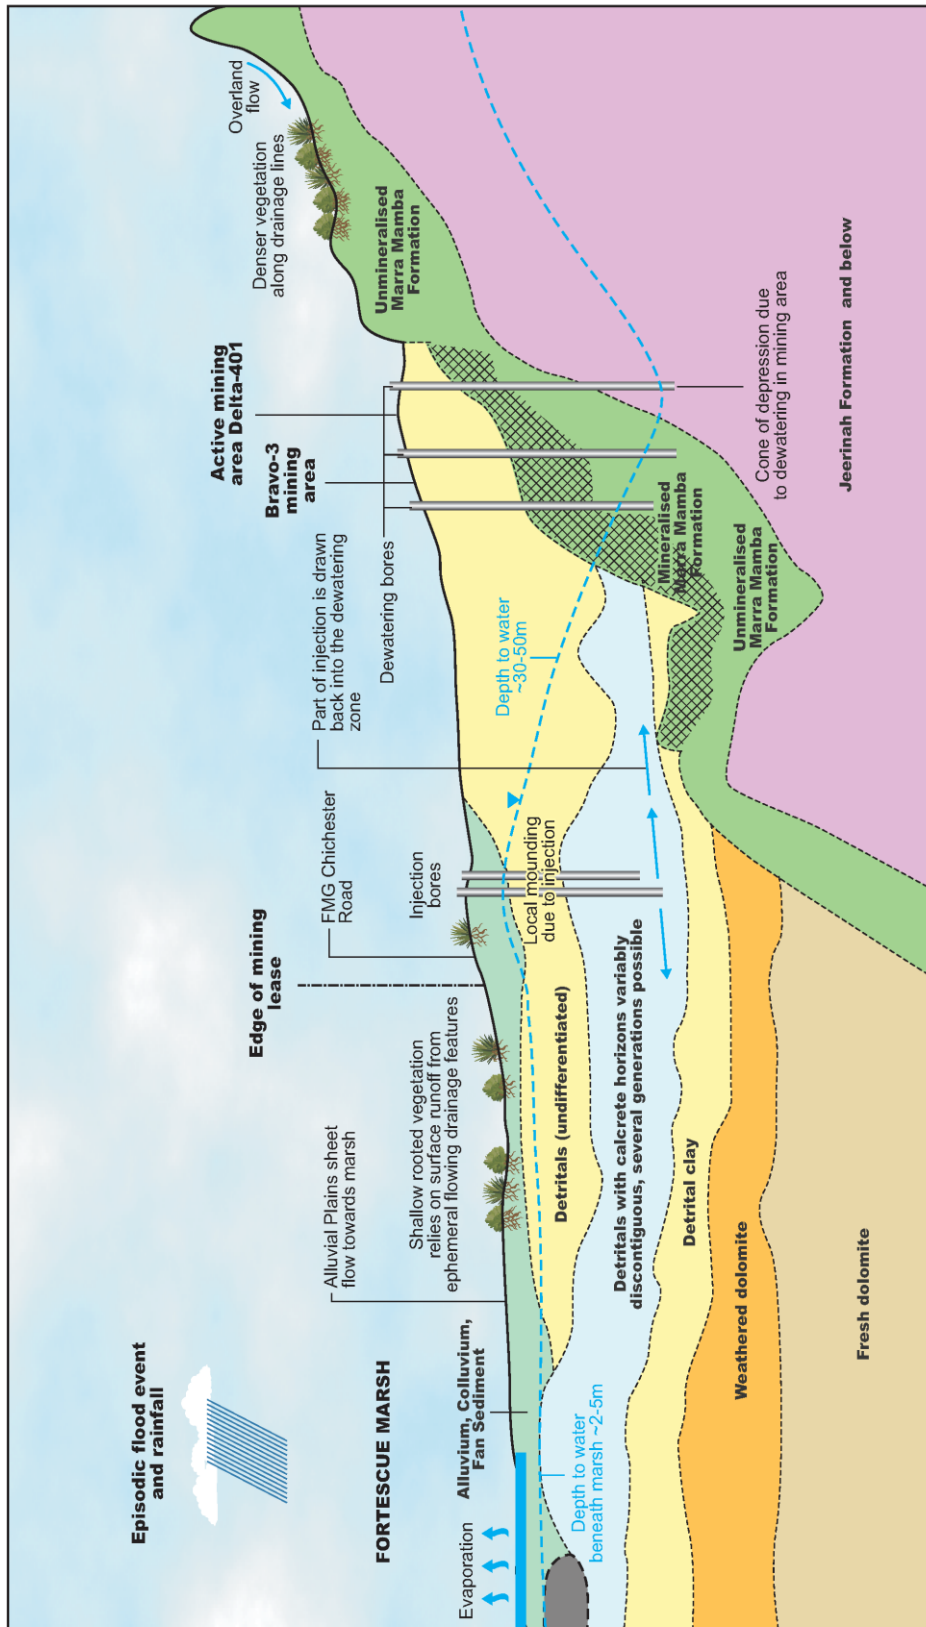 Episodic flood event
and rainfall
FORTESCUE MARSH
Evaporation
Alluvium, Colluvium,
Fan Sediment
Depth to water
beneath marsh ~2-5m
Alluvial Plains sheet
flow towards marsh
Shallow rooted vegetation
relies on surface runoff from
ephemeral flowing drainage features
Edge of mining
lease
FMG Chichester
Road
Injection
bores
Local mounding
due to injection
Part of injection is drawn
back into the dewatering
zone
Dewatering bores
Depth to water
~30-50m
Active mining
area Delta-401
Bravo-3
mining
area
Denser vegetation
along drainage lines
Overland
flow
Unmineralised
Marra Mamba
Formation
Mineralised
Marra Mamba
Formation
Unmineralised
Marra Mamba
Formation
Cone of depression due
to dewatering in mining area
Jeerinah Formation and below
Detritals (undifferentiated)
Detritals with calcrete horizons variably
discontiguous, several generations possible
Detrital clay
Weathered dolomite
Fresh dolomite